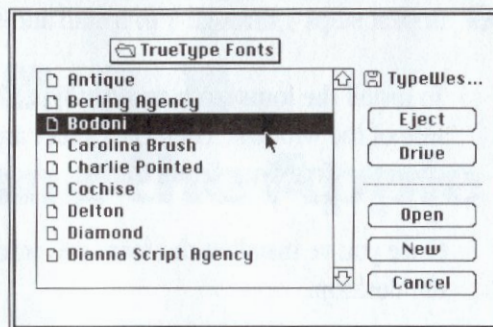 TrueType Fonts
Antique
Berling Agency
Bodoni
Carolina Brush
Charlie Pointed
Cochise
Delton
Diamond
Dianna Script Agency
TypeWes...
Eject
Drive
Open
New
Cancel